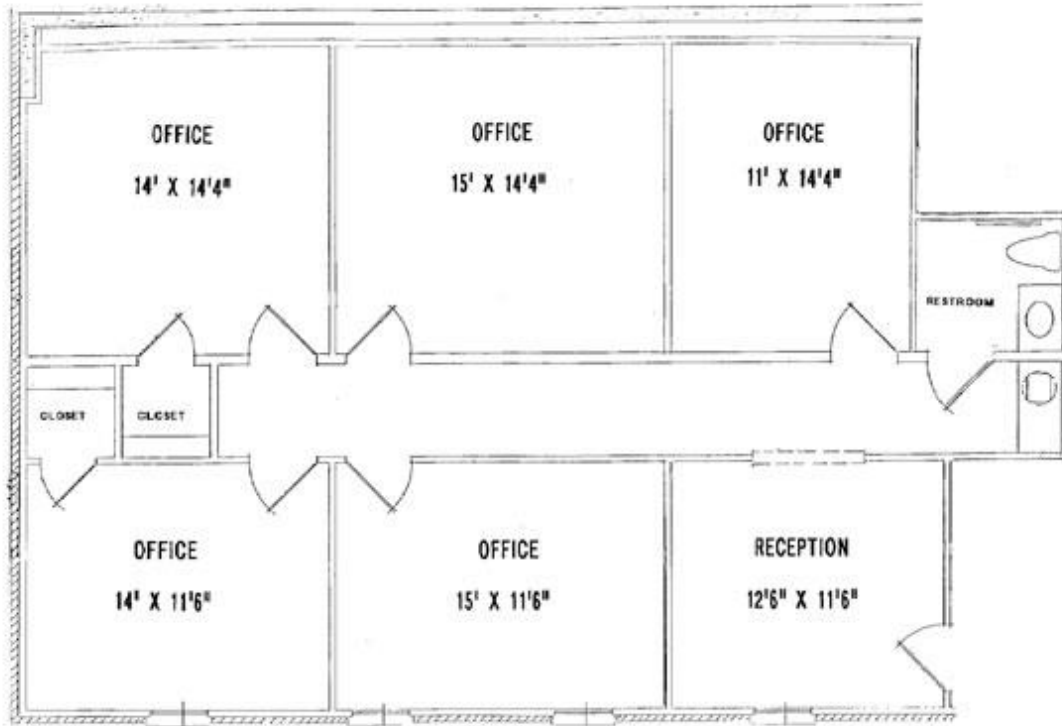 OFFICE
14' X 14'4"
OFFICE
15' X 14'4"
OFFICE
11' X 14'4"
RESTROOM
CLOSET
CLOSET
OFFICE
14' X 11'6"
OFFICE
15' X 11'6"
RECEPTION
12'6" X 11'6"